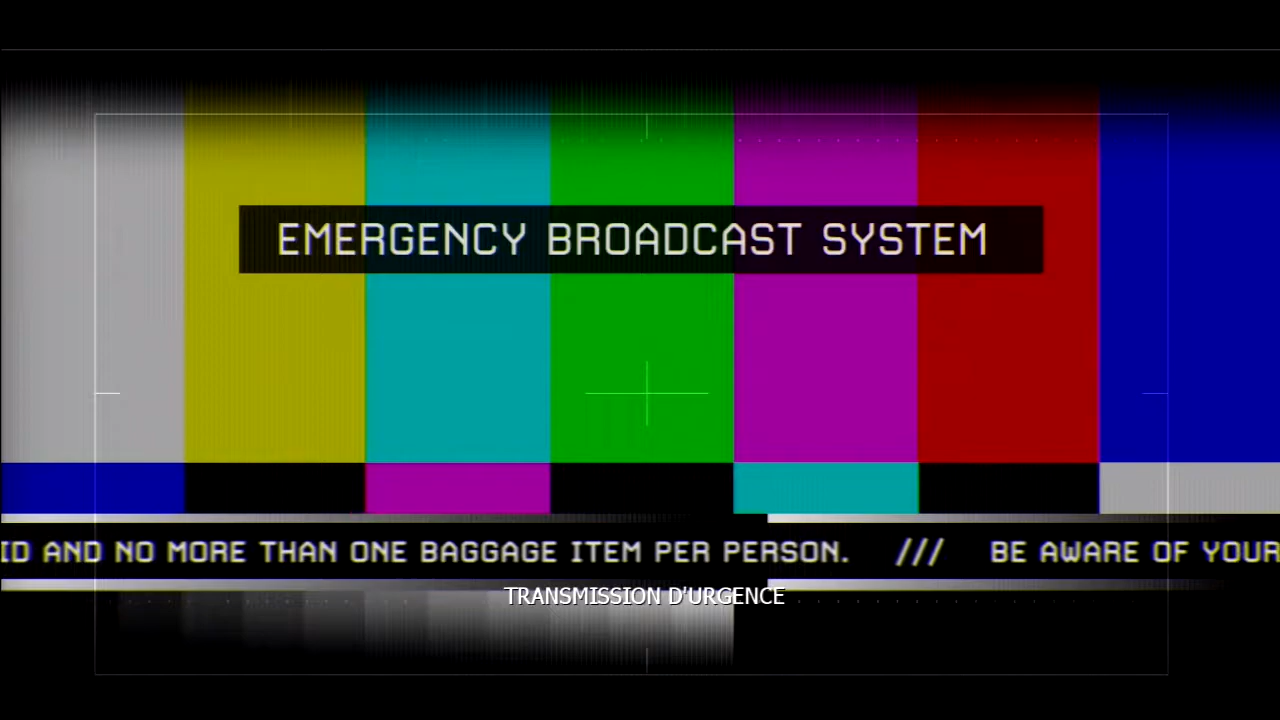 EMERGENCY BROADCAST SYSTEM
ID AND NO MORE THAN ONE BAGGAGE ITEM PER PERSON. /// BE AWARE OF YOUR
TRANSMISSION D'URGENCE